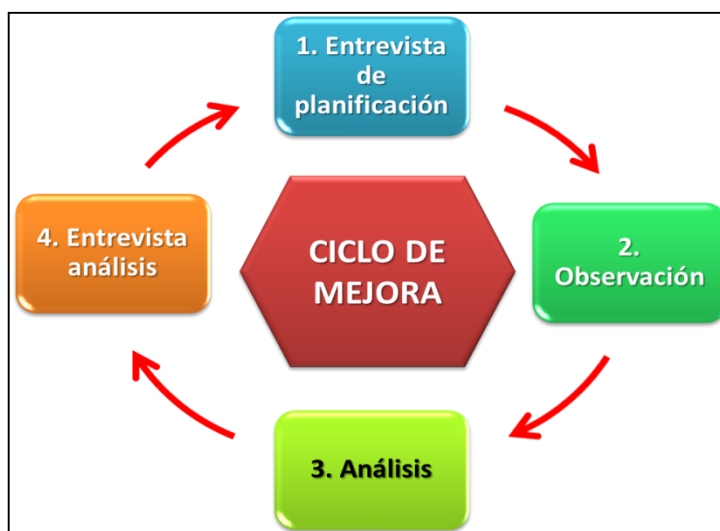 1. Entrevista
de
planificación
2.
Observación
3. Análisis
4. Entrevista
análisis
CICLO DE
MEJORA